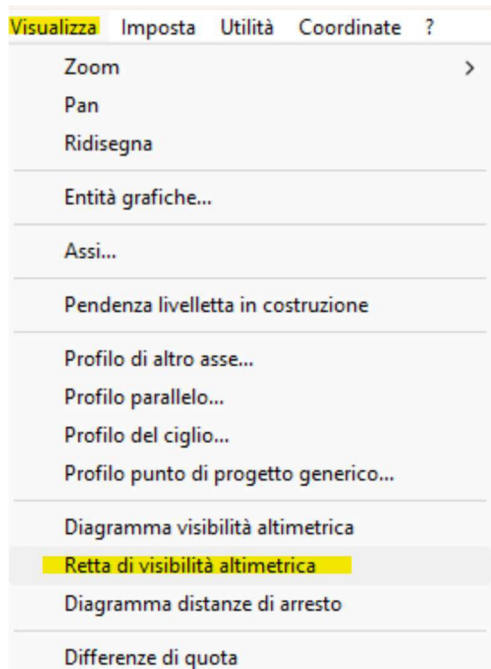 Visualizza Imposta Utilità Coordinate ?
Zoom >
Pan
Ridisegna
Entità grafiche...
Assi...
Pendenza livelletta in costruzione
Profilo di altro asse...
Profilo parallelo...
Profilo del ciglio...
Profilo punto di progetto generico...
Diagramma visibilità altimetrica
Retta di visibilità altimetrica
Diagramma distanze di arresto
Differenze di quota